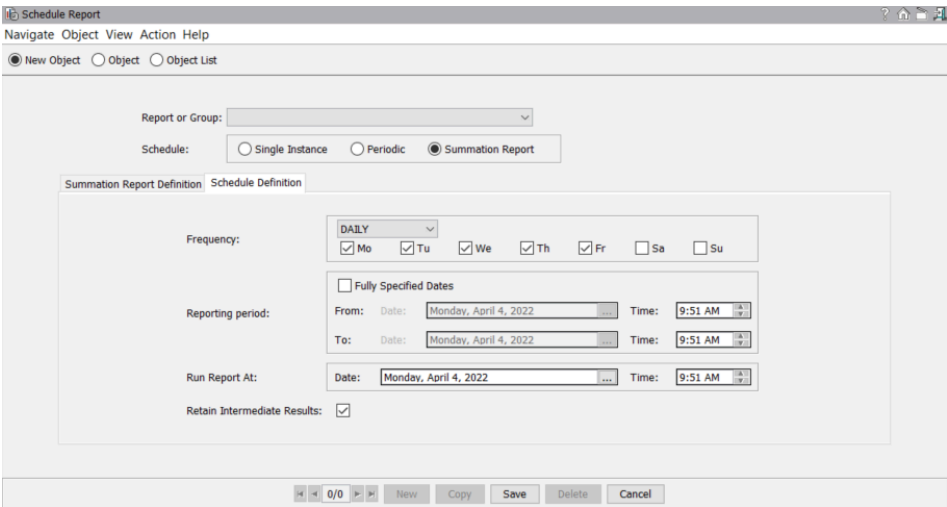 Schedule Report
Navigate Object View Action Help
New Object Object Object List
Report or Group:
Schedule: Single Instance Periodic Summation Report
Summation Report Definition Schedule Definition
Frequency: DAILY
Mo Tu We Th Fr Sa Su
Fully Specified Dates
Reporting period: From: Date: Monday, April 4, 2022 ... Time: 9:51 AM
To: Date: Monday, April 4, 2022 ... Time: 9:51 AM
Run Report At: Date: Monday, April 4, 2022 ... Time: 9:51 AM
Retain Intermediate Results:
0/0 New Copy Save Delete Cancel